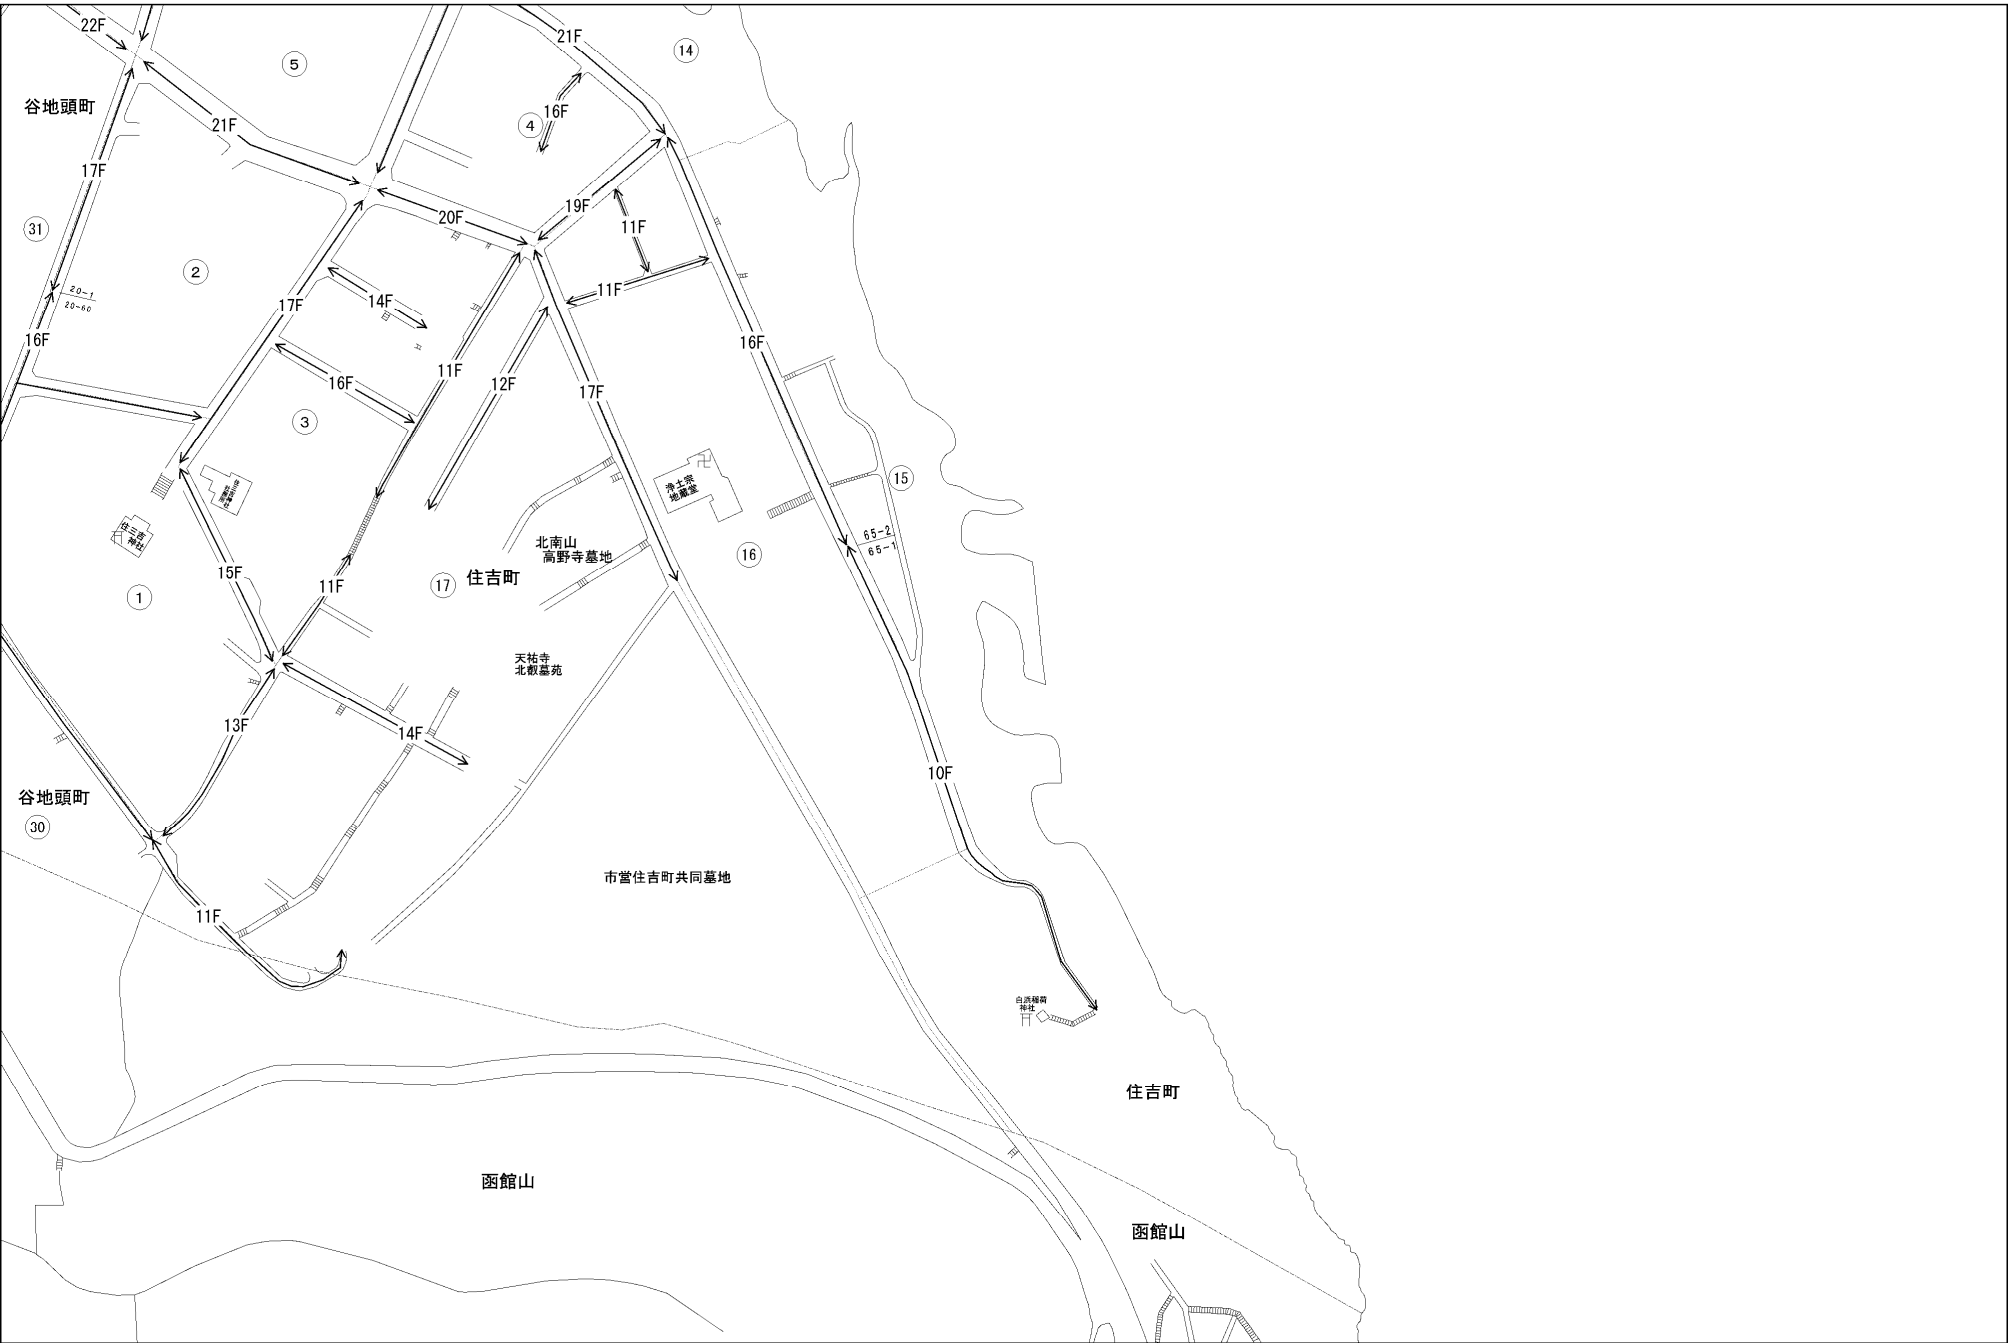 22F
21F
14
5
谷地頭町
21F
16F
4
17F
19F
20F
11F
31
2
20-1
20-60
11F
14F
17F
16F
16F
11F
16F
12F
17F
3
浄土宗
地蔵堂
15
住三吉
神社
65-2
65-1
北南山
高野寺墓地
16
15F
11F
17
住吉町
1
天祐寺
北叡墓苑
13F
14F
10F
谷地頭町
30
市営住吉町共同墓地
11F
白浜稲荷
神社
住吉町
函館山
函館山